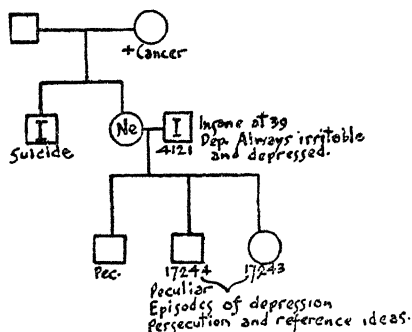 + Cancer
I
Ne
I
Insane at 39
Dep. Always irritable
and depressed.
Suicide
4121
Pec.
17244
17243
Peculiar
Episodes of depression
Persecution and reference ideas.